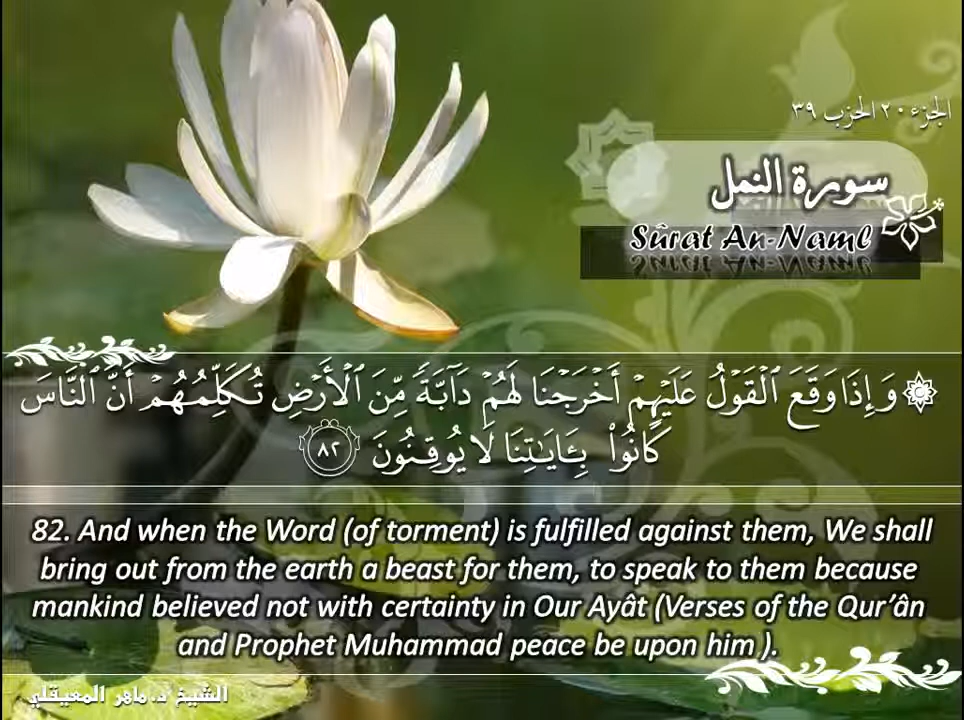 الجزء ٢٠ الحزب ٣٩
سورة النمل
Sûrat An-Naml
۞ وَإِذَا وَقَعَ ٱلْقَوْلُ عَلَيْهِمْ أَخْرَجْنَا لَهُمْ دَآبَّةً مِّنَ ٱلْأَرْضِ تُكَلِّمُهُمْ أَنَّ ٱلنَّاسَ
كَانُوا۟ بِـَٔايَـٰتِنَا لَا يُوقِنُونَ ٨٢
82. And when the Word (of torment) is fulfilled against them, We shall
bring out from the earth a beast for them, to speak to them because
mankind believed not with certainty in Our Ayât (Verses of the Qur’ân
and Prophet Muhammad peace be upon him ).
الشيخ د. ماهر المعيقلي